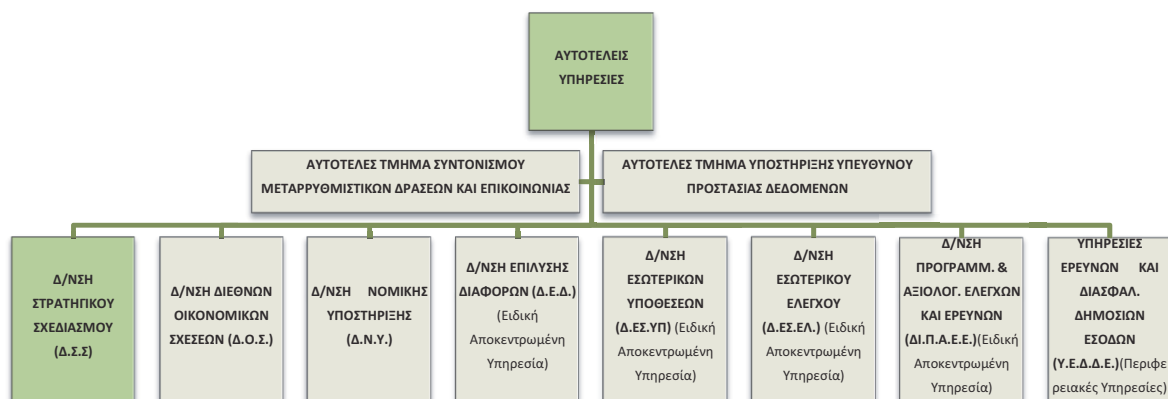 ΑΥΤΟΤΕΛΕΙΣ
ΥΠΗΡΕΣΙΕΣ
ΑΥΤΟΤΕΛΕΣ ΤΜΗΜΑ ΣΥΝΤΟΝΙΣΜΟΥ
ΜΕΤΑΡΡΥΘΜΙΣΤΙΚΩΝ ΔΡΑΣΕΩΝ ΚΑΙ ΕΠΙΚΟΙΝΩΝΙΑΣ
ΑΥΤΟΤΕΛΕΣ ΤΜΗΜΑ ΥΠΟΣΤΗΡΙΞΗΣ ΥΠΕΥΘΥΝΟΥ
ΠΡΟΣΤΑΣΙΑΣ ΔΕΔΟΜΕΝΩΝ
Δ/ΝΣΗ
ΣΤΡΑΤΗΓΙΚΟΥ
ΣΧΕΔΙΑΣΜΟΥ
(Δ.Σ.Σ)
Δ/ΝΣΗ ΔΙΕΘΝΩΝ
ΟΙΚΟΝΟΜΙΚΩΝ
ΣΧΕΣΕΩΝ (Δ.Ο.Σ.)
Δ/ΝΣΗ ΝΟΜΙΚΗΣ
ΥΠΟΣΤΗΡΙΞΗΣ
(Δ.Ν.Υ.)
Δ/ΝΣΗ ΕΠΙΛΥΣΗΣ
ΔΙΑΦΟΡΩΝ (Δ.Ε.Δ.)
(Ειδική
Αποκεντρωμένη
Υπηρεσία)
Δ/ΝΣΗ
ΕΣΩΤΕΡΙΚΩΝ
ΥΠΟΘΕΣΕΩΝ
(Δ.ΕΣ.ΥΠ) (Ειδική
Αποκεντρωμένη
Υπηρεσία)
Δ/ΝΣΗ
ΕΣΩΤΕΡΙΚΟΥ
ΕΛΕΓΧΟΥ
(Δ.ΕΣ.ΕΛ.) (Ειδική
Αποκεντρωμένη
Υπηρεσία)
Δ/ΝΣΗ
ΠΡΟΓΡΑΜΜ. &
ΑΞΙΟΛΟΓ. ΕΛΕΓΧΩΝ
ΚΑΙ ΕΡΕΥΝΩΝ
(ΔΙ.Π.Α.Ε.Ε.)(Ειδική
Αποκεντρωμένη
Υπηρεσία)
ΥΠΗΡΕΣΙΕΣ
ΕΡΕΥΝΩΝ ΚΑΙ
ΔΙΑΣΦΑΛ.
ΔΗΜΟΣΙΩΝ
ΕΣΟΔΩΝ
(Υ.Ε.Δ.Δ.Ε.)(Περιφε
ρειακές Υπηρεσίες)